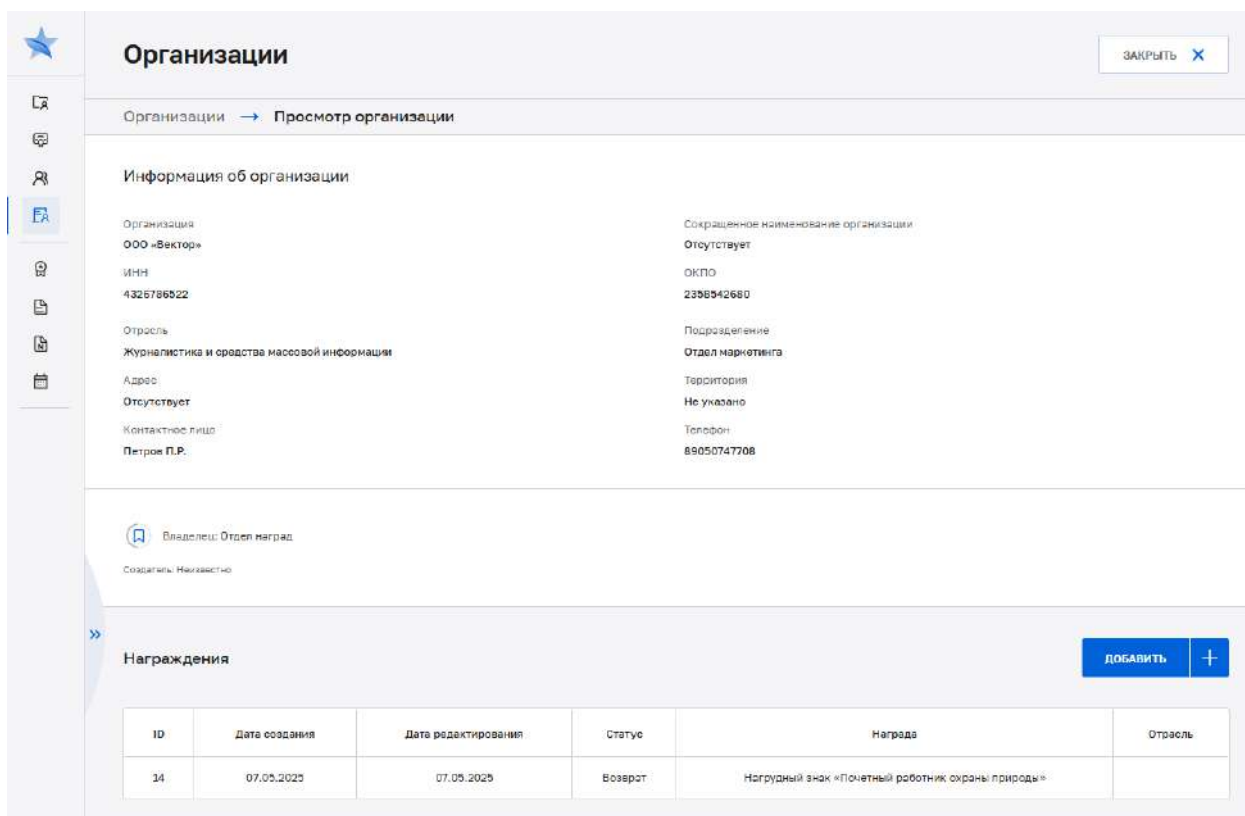 Организации
ЗАКРЫТЬ
Организации → Просмотр организации
Информация об организации
Организация
ООО «Вектор»
Сокращенное наименование организации
Отсутствует
ИНН
4326786522
ОКПО
2358542680
Отрасль
Журналистика и средства массовой информации
Подразделение
Отдел маркетинга
Адрес
Отсутствует
Территория
Не указано
Контактное лицо
Петров П.Р.
Телефон
89050747708
Владелец: Отдел наград
Создатель: Неизвестно
Награждения
ДОБАВИТЬ +
ID Дата создания Дата редактирования Статус Награда Отрасль
14 07.05.2025 07.05.2025 Возврат Нагрудный знак «Почетный работник охраны природы»